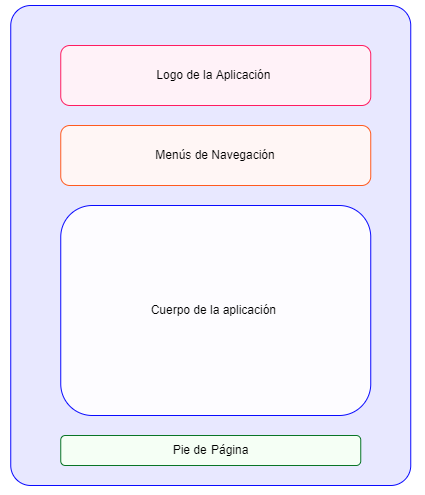 Logo de la Aplicación
Menús de Navegación
Cuerpo de la aplicación
Pie de Página